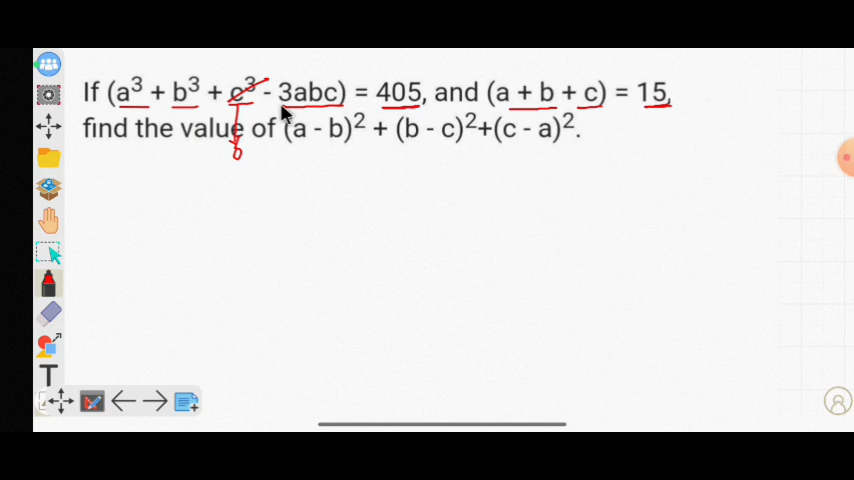 If (a³ + b³ + c³ - 3abc) = 405, and (a + b + c) = 15,
find the value of (a - b)² + (b - c)²+(c - a)².
T